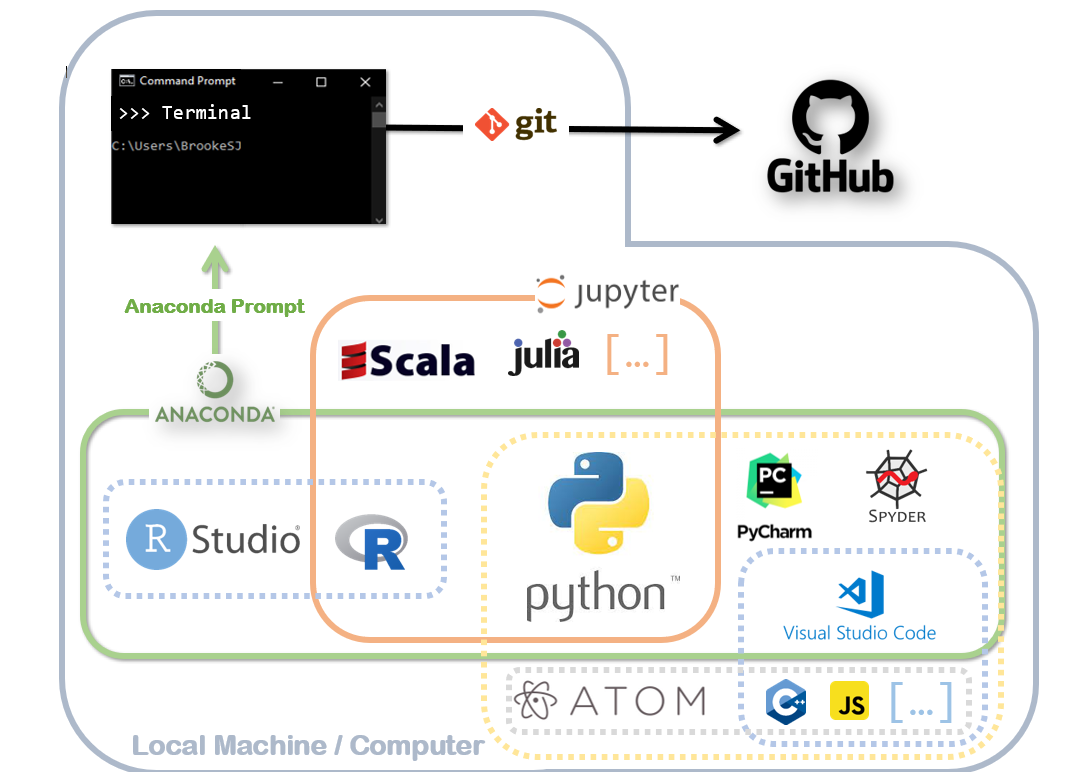 Command Prompt
>>> Terminal
C:\Users\BrookeSJ
git
GitHub
Anaconda Prompt
jupyter
Scala
julia
[...]
ANACONDA
R Studio®
R
python™
PC
PyCharm
SPYDER
Visual Studio Code
ATOM
C++
JS
[...]
Local Machine / Computer